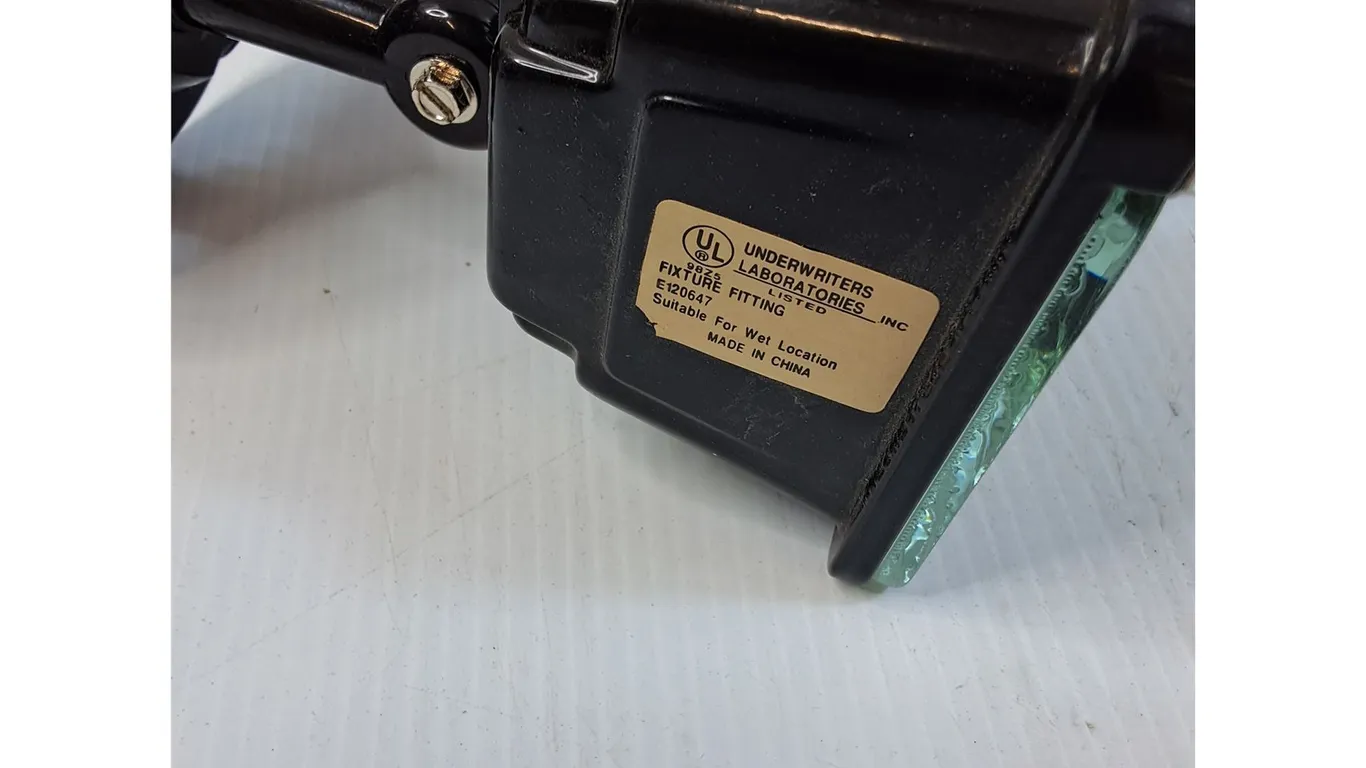 UL
®
98Z5
UNDERWRITERS
LABORATORIES INC
LISTED
FIXTURE FITTING
E120647
Suitable For Wet Location
MADE IN CHINA